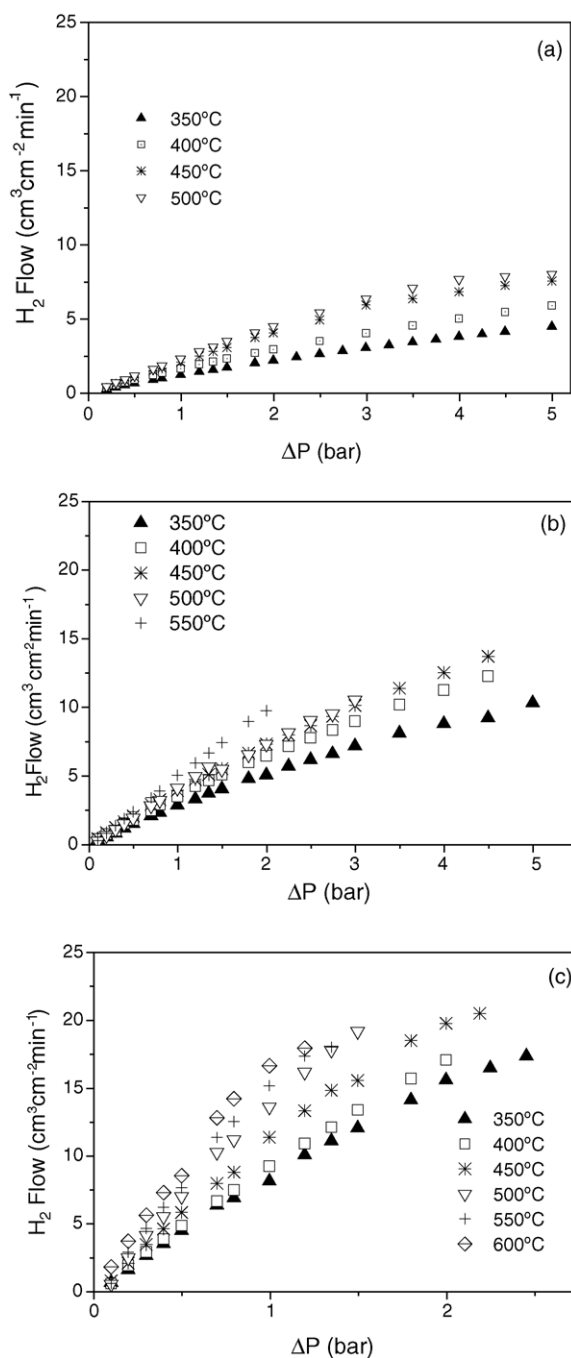 (a)
H₂ Flow (cm³cm⁻²min⁻¹)
25
20
15
10
5
0
350ºC
400ºC
450ºC
500ºC
0 1 2 3 4 5
ΔP (bar)
(b)
H₂Flow (cm³ cm⁻²min⁻¹)
25
20
15
10
5
0
350ºC
400ºC
450ºC
500ºC
550ºC
0 1 2 3 4 5
ΔP (bar)
(c)
H₂ Flow (cm³cm⁻²min⁻¹)
25
20
15
10
5
0
350ºC
400ºC
450ºC
500ºC
550ºC
600ºC
0 1 2
ΔP (bar)